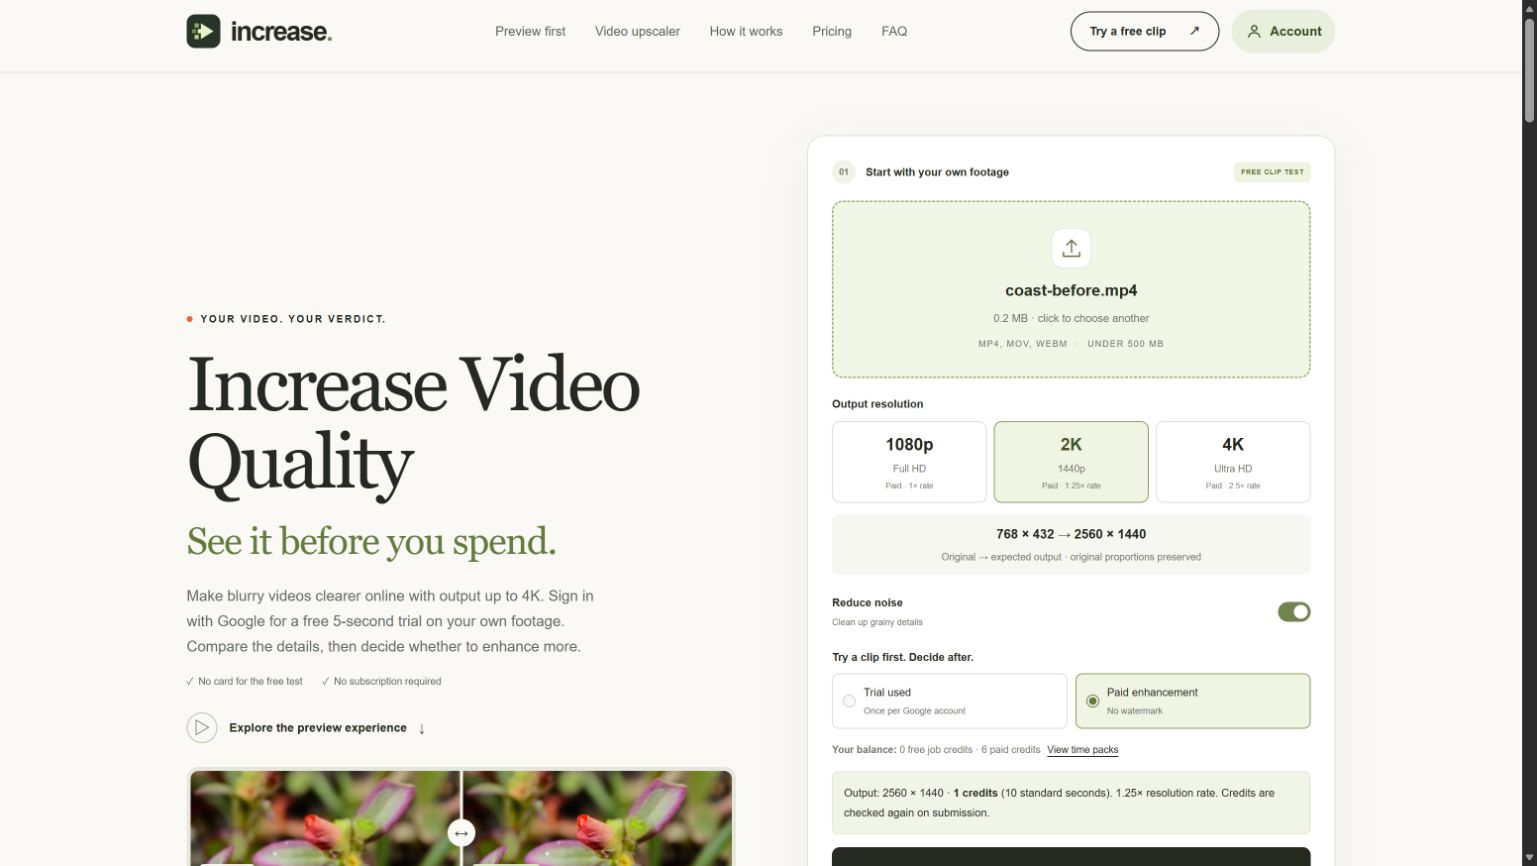 increase.
Preview first
Video upscaler
How it works
Pricing
FAQ
Try a free clip ↗
Account
YOUR VIDEO. YOUR VERDICT.
Increase Video
Quality
See it before you spend.
Make blurry videos clearer online with output up to 4K. Sign in
with Google for a free 5-second trial on your own footage.
Compare the details, then decide whether to enhance more.
✓ No card for the free test
✓ No subscription required
Explore the preview experience ↓
01 Start with your own footage
FREE CLIP TEST
coast-before.mp4
0.2 MB · click to choose another
MP4, MOV, WEBM · UNDER 500 MB
Output resolution
1080p
Full HD
Paid · 1× rate
2K
1440p
Paid · 1.25× rate
4K
Ultra HD
Paid · 2.5× rate
768 × 432 → 2560 × 1440
Original → expected output · original proportions preserved
Reduce noise
Clean up grainy details
Try a clip first. Decide after.
Trial used
Once per Google account
Paid enhancement
No watermark
Your balance: 0 free job credits · 6 paid credits View time packs
Output: 2560 × 1440 · 1 credits (10 standard seconds). 1.25× resolution rate. Credits are
checked again on submission.